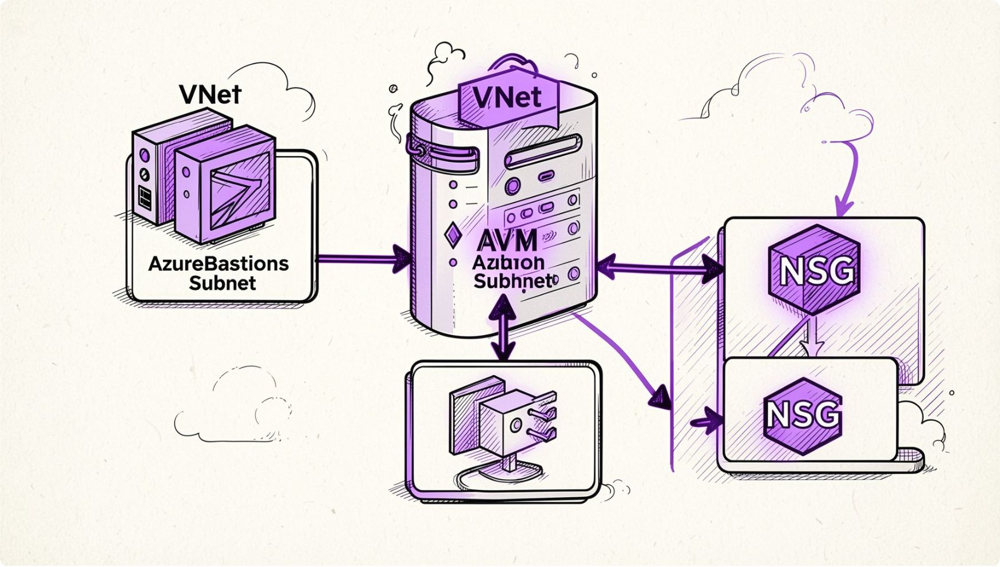 VNet
AzureBastions
Subnet
VNet
AVM
Subhnet
NSG
NSG